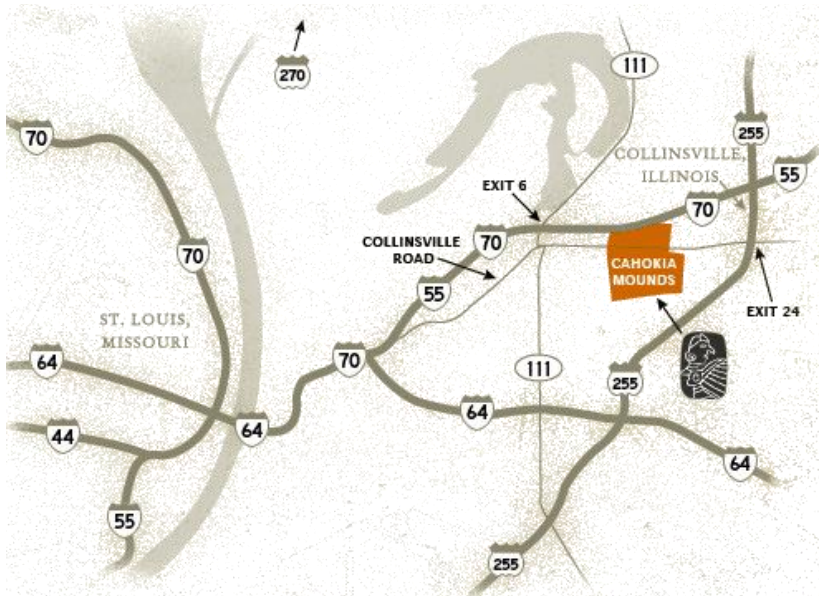 270
111
70
255
COLLINSVILLE,
ILLINOIS
55
EXIT 6
70
70
COLLINSVILLE
ROAD
70
CAHOKIA
MOUNDS
55
EXIT 24
ST. LOUIS,
MISSOURI
64
70
111
255
64
64
44
64
55
255